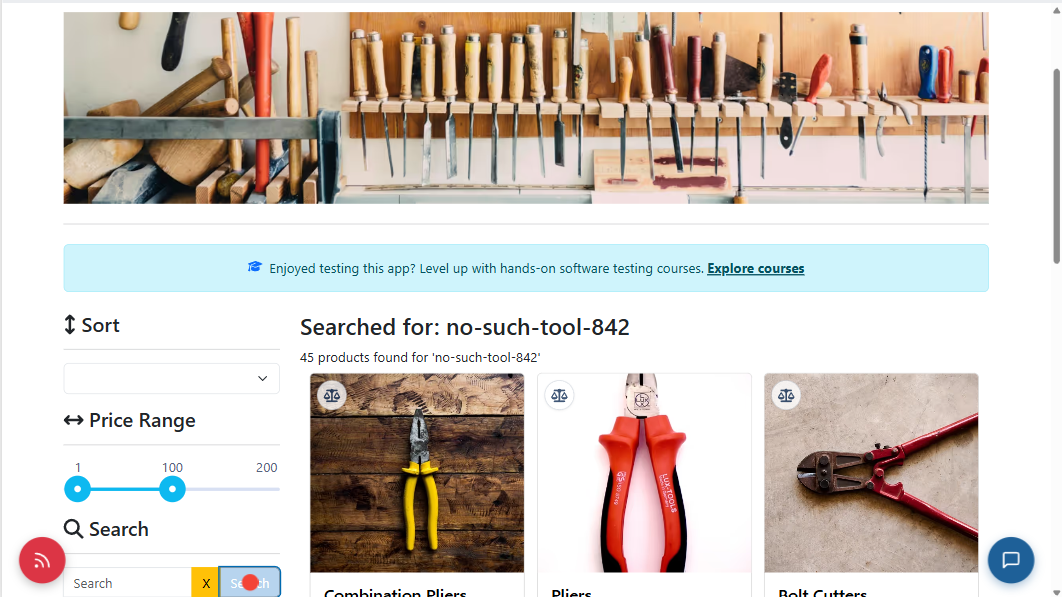 Enjoyed testing this app? Level up with hands-on software testing courses. Explore courses
Sort
Price Range
1 100 200
Search
Search X
Searched for: no-such-tool-842
45 products found for 'no-such-tool-842'
LUX-TOOLS
Combination Pliers
Pliers
Bolt Cutters